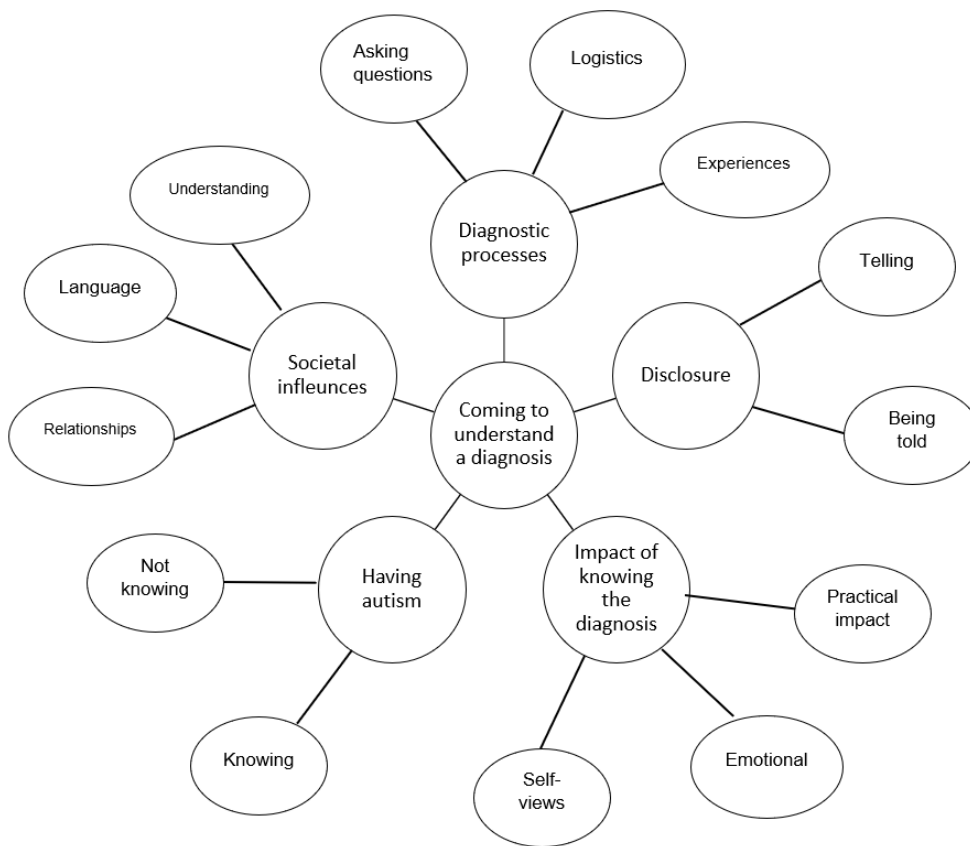 Asking
questions
Logistics
Experiences
Diagnostic
processes
Understanding
Language
Relationships
Societal
infleunces
Telling
Disclosure
Being
told
Coming to
understand
a diagnosis
Not
knowing
Having
autism
Knowing
Impact of
knowing
the
diagnosis
Practical
impact
Emotional
Self-
views